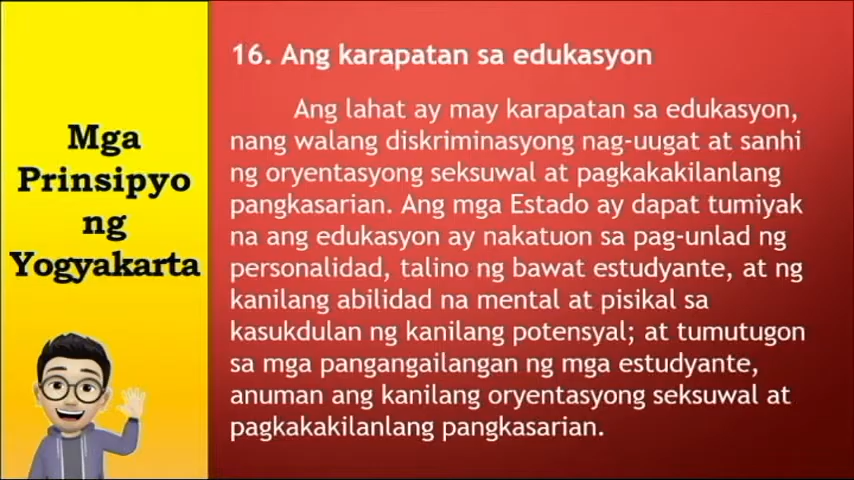 Mga
Prinsipyo
ng
Yogyakarta
16. Ang karapatan sa edukasyon
Ang lahat ay may karapatan sa edukasyon,
nang walang diskriminasyong nag-uugat at sanhi
ng oryentasyong seksuwal at pagkakakilanlang
pangkasarian. Ang mga Estado ay dapat tumiyak
na ang edukasyon ay nakatuon sa pag-unlad ng
personalidad, talino ng bawat estudyante, at ng
kanilang abilidad na mental at pisikal sa
kasukdulan ng kanilang potensyal; at tumutugon
sa mga pangangailangan ng mga estudyante,
anuman ang kanilang oryentasyong seksuwal at
pagkakakilanlang pangkasarian.